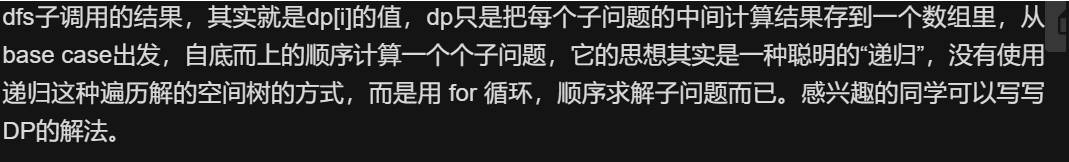 dfs子调用的结果，其实就是dp[i]的值，dp只是把每个子问题的中间计算结果存到一个数组里，从
base case出发，自底而上的顺序计算一个个子问题，它的思想其实是一种聪明的“递归”，没有使用
递归这种遍历解的空间树的方式，而是用 for 循环，顺序求解子问题而已。感兴趣的同学可以写写
DP的解法。